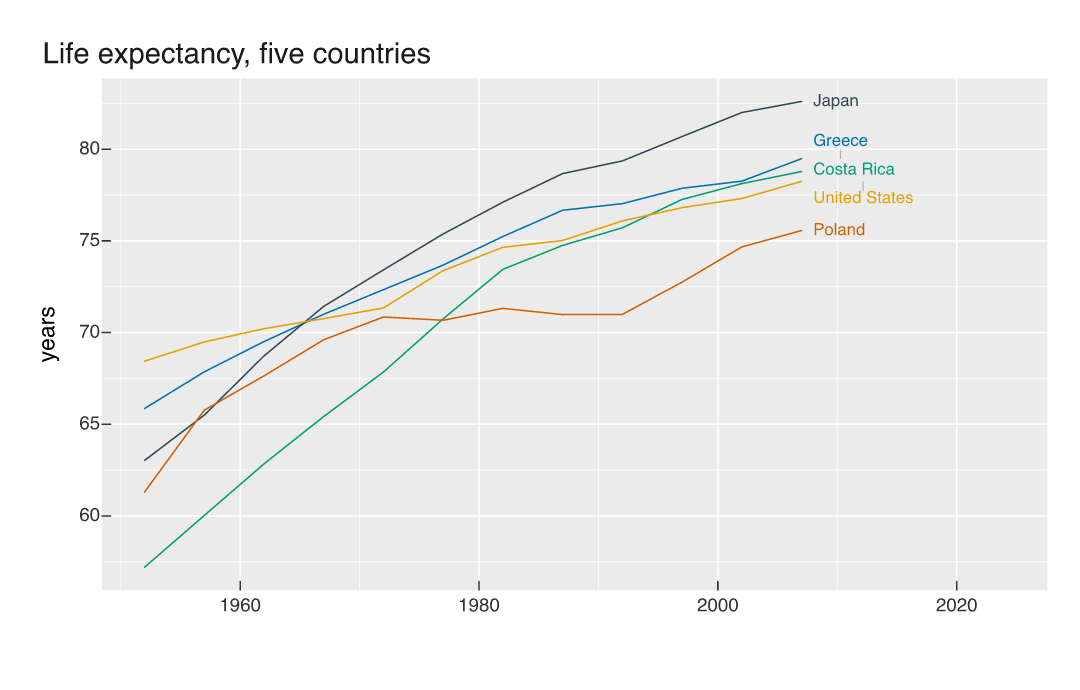 Life expectancy, five countries
years
80
75
70
65
60
1960
1980
2000
2020
Japan
Greece
Costa Rica
United States
Poland